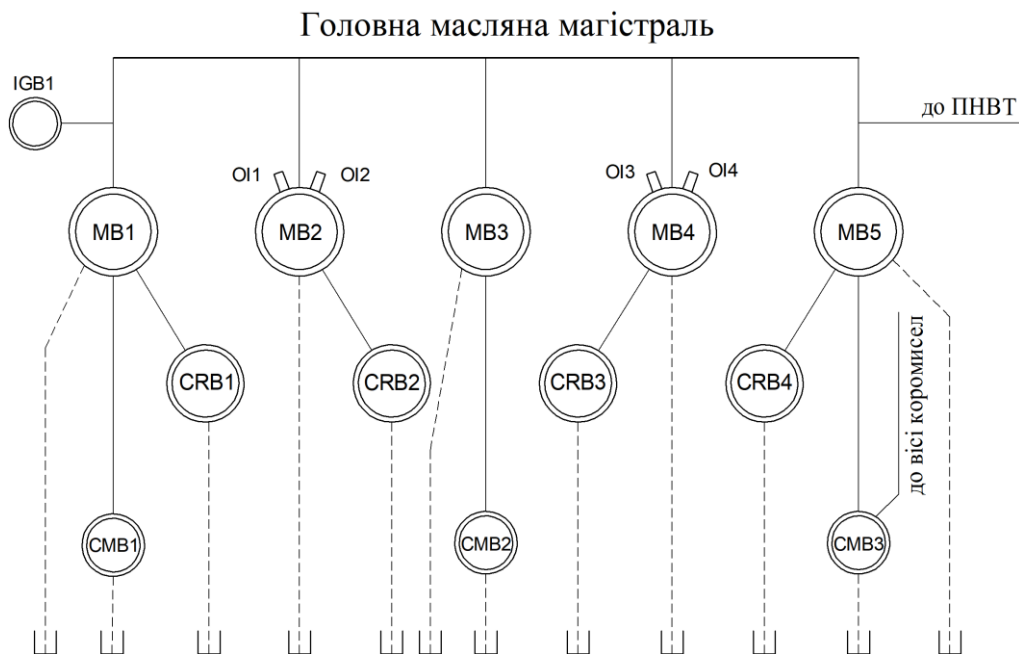 Головна масляна магістраль
IGB1
до ПНВТ
OI1
OI2
OI3
OI4
MB1
MB2
MB3
MB4
MB5
CRB1
CRB2
CRB3
CRB4
до вісі коромисел
CMB1
CMB2
CMB3